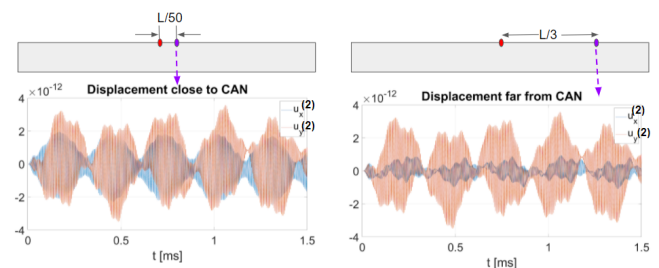 L/50
L/3
×10⁻¹²
Displacement close to CAN
4
2
0
-2
-4
u_x(2)
u_y(2)
0
0.5
1
1.5
t [ms]
×10⁻¹²
Displacement far from CAN
4
2
0
-2
-4
u_x(2)
u_y(2)
0
0.5
1
1.5
t [ms]